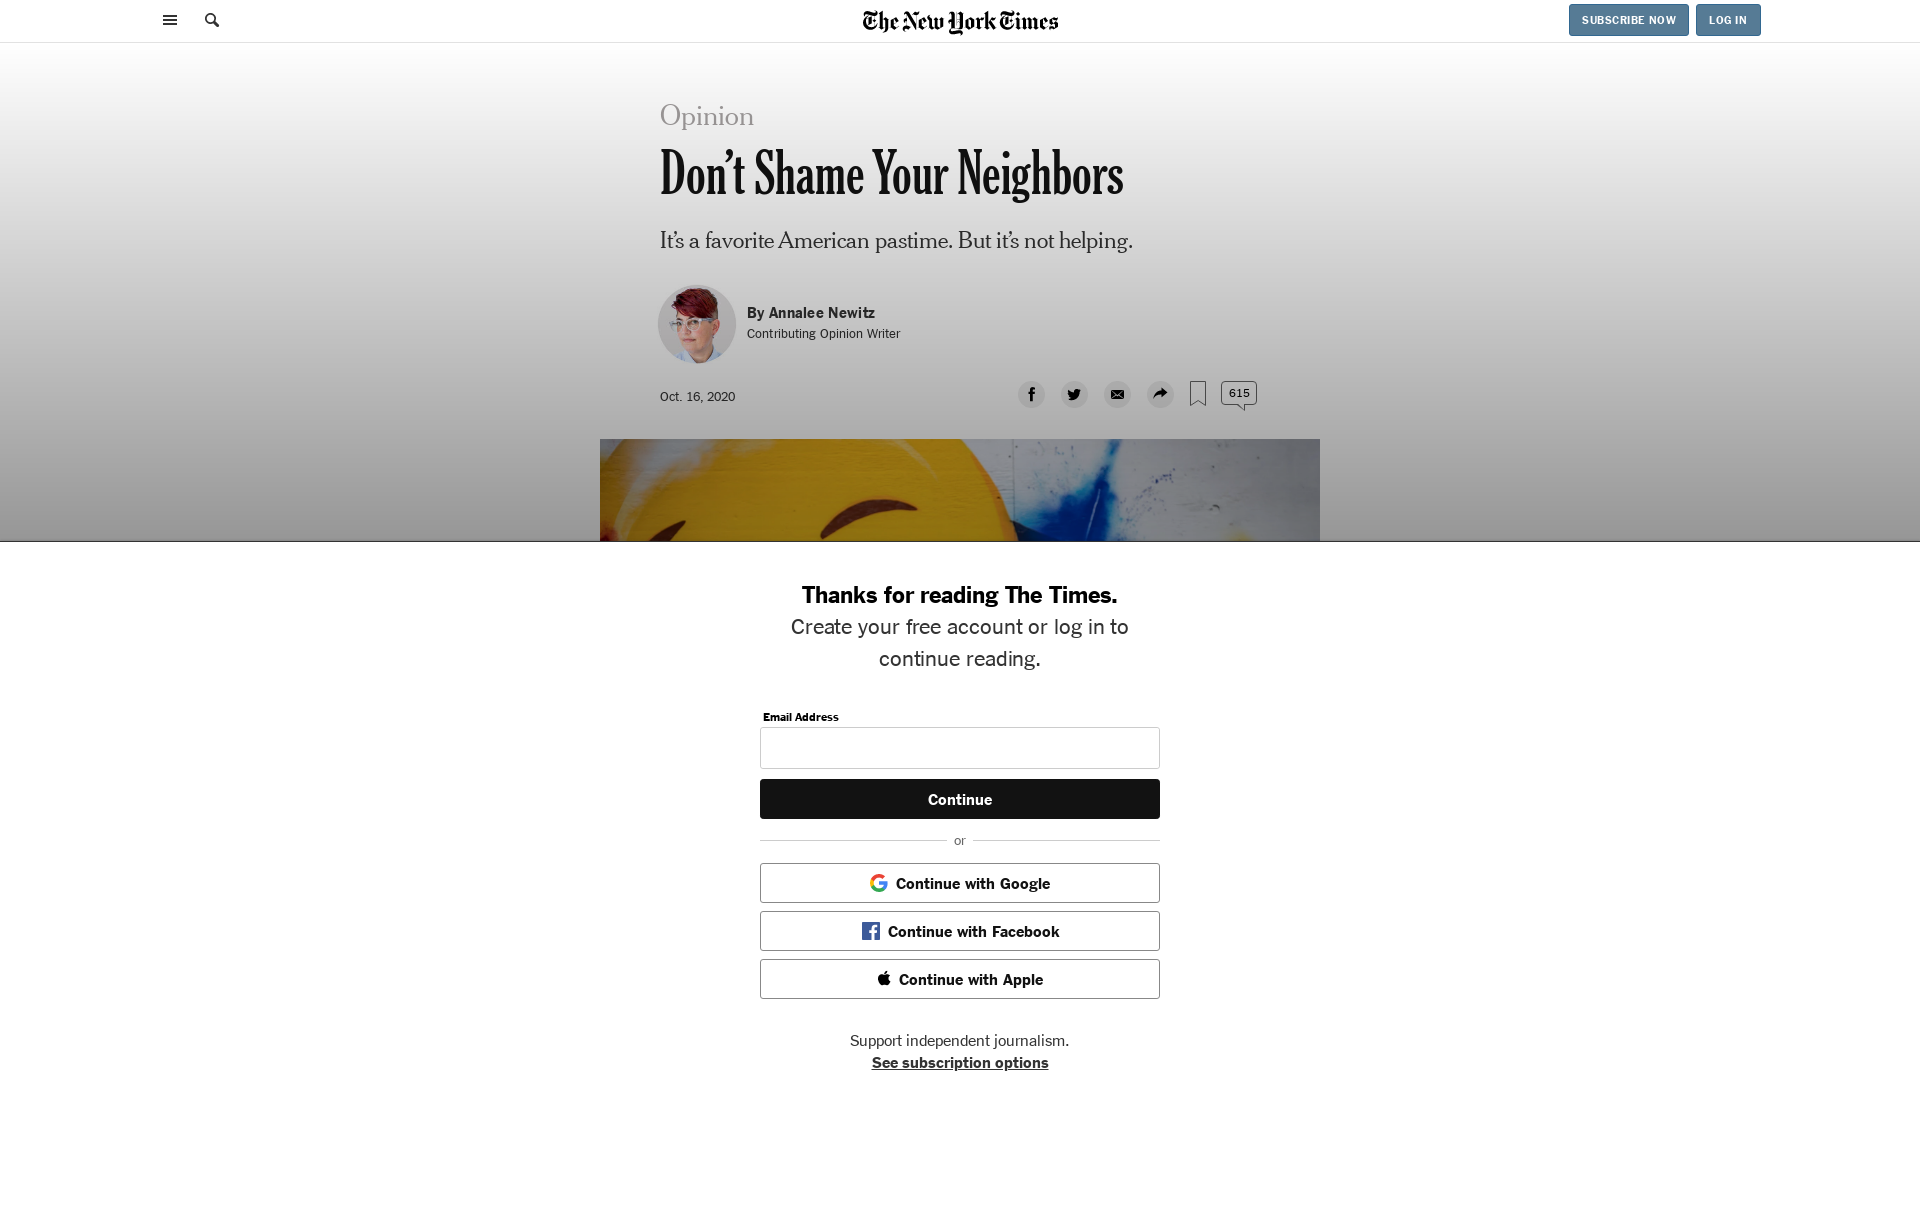 The New York Times
SUBSCRIBE NOW
LOG IN
Opinion
Don’t Shame Your Neighbors
It’s a favorite American pastime. But it’s not helping.
By Annalee Newitz
Contributing Opinion Writer
Oct. 16, 2020
615
Thanks for reading The Times.
Create your free account or log in to
continue reading.
Email Address
Continue
or
Continue with Google
Continue with Facebook
Continue with Apple
Support independent journalism.
See subscription options